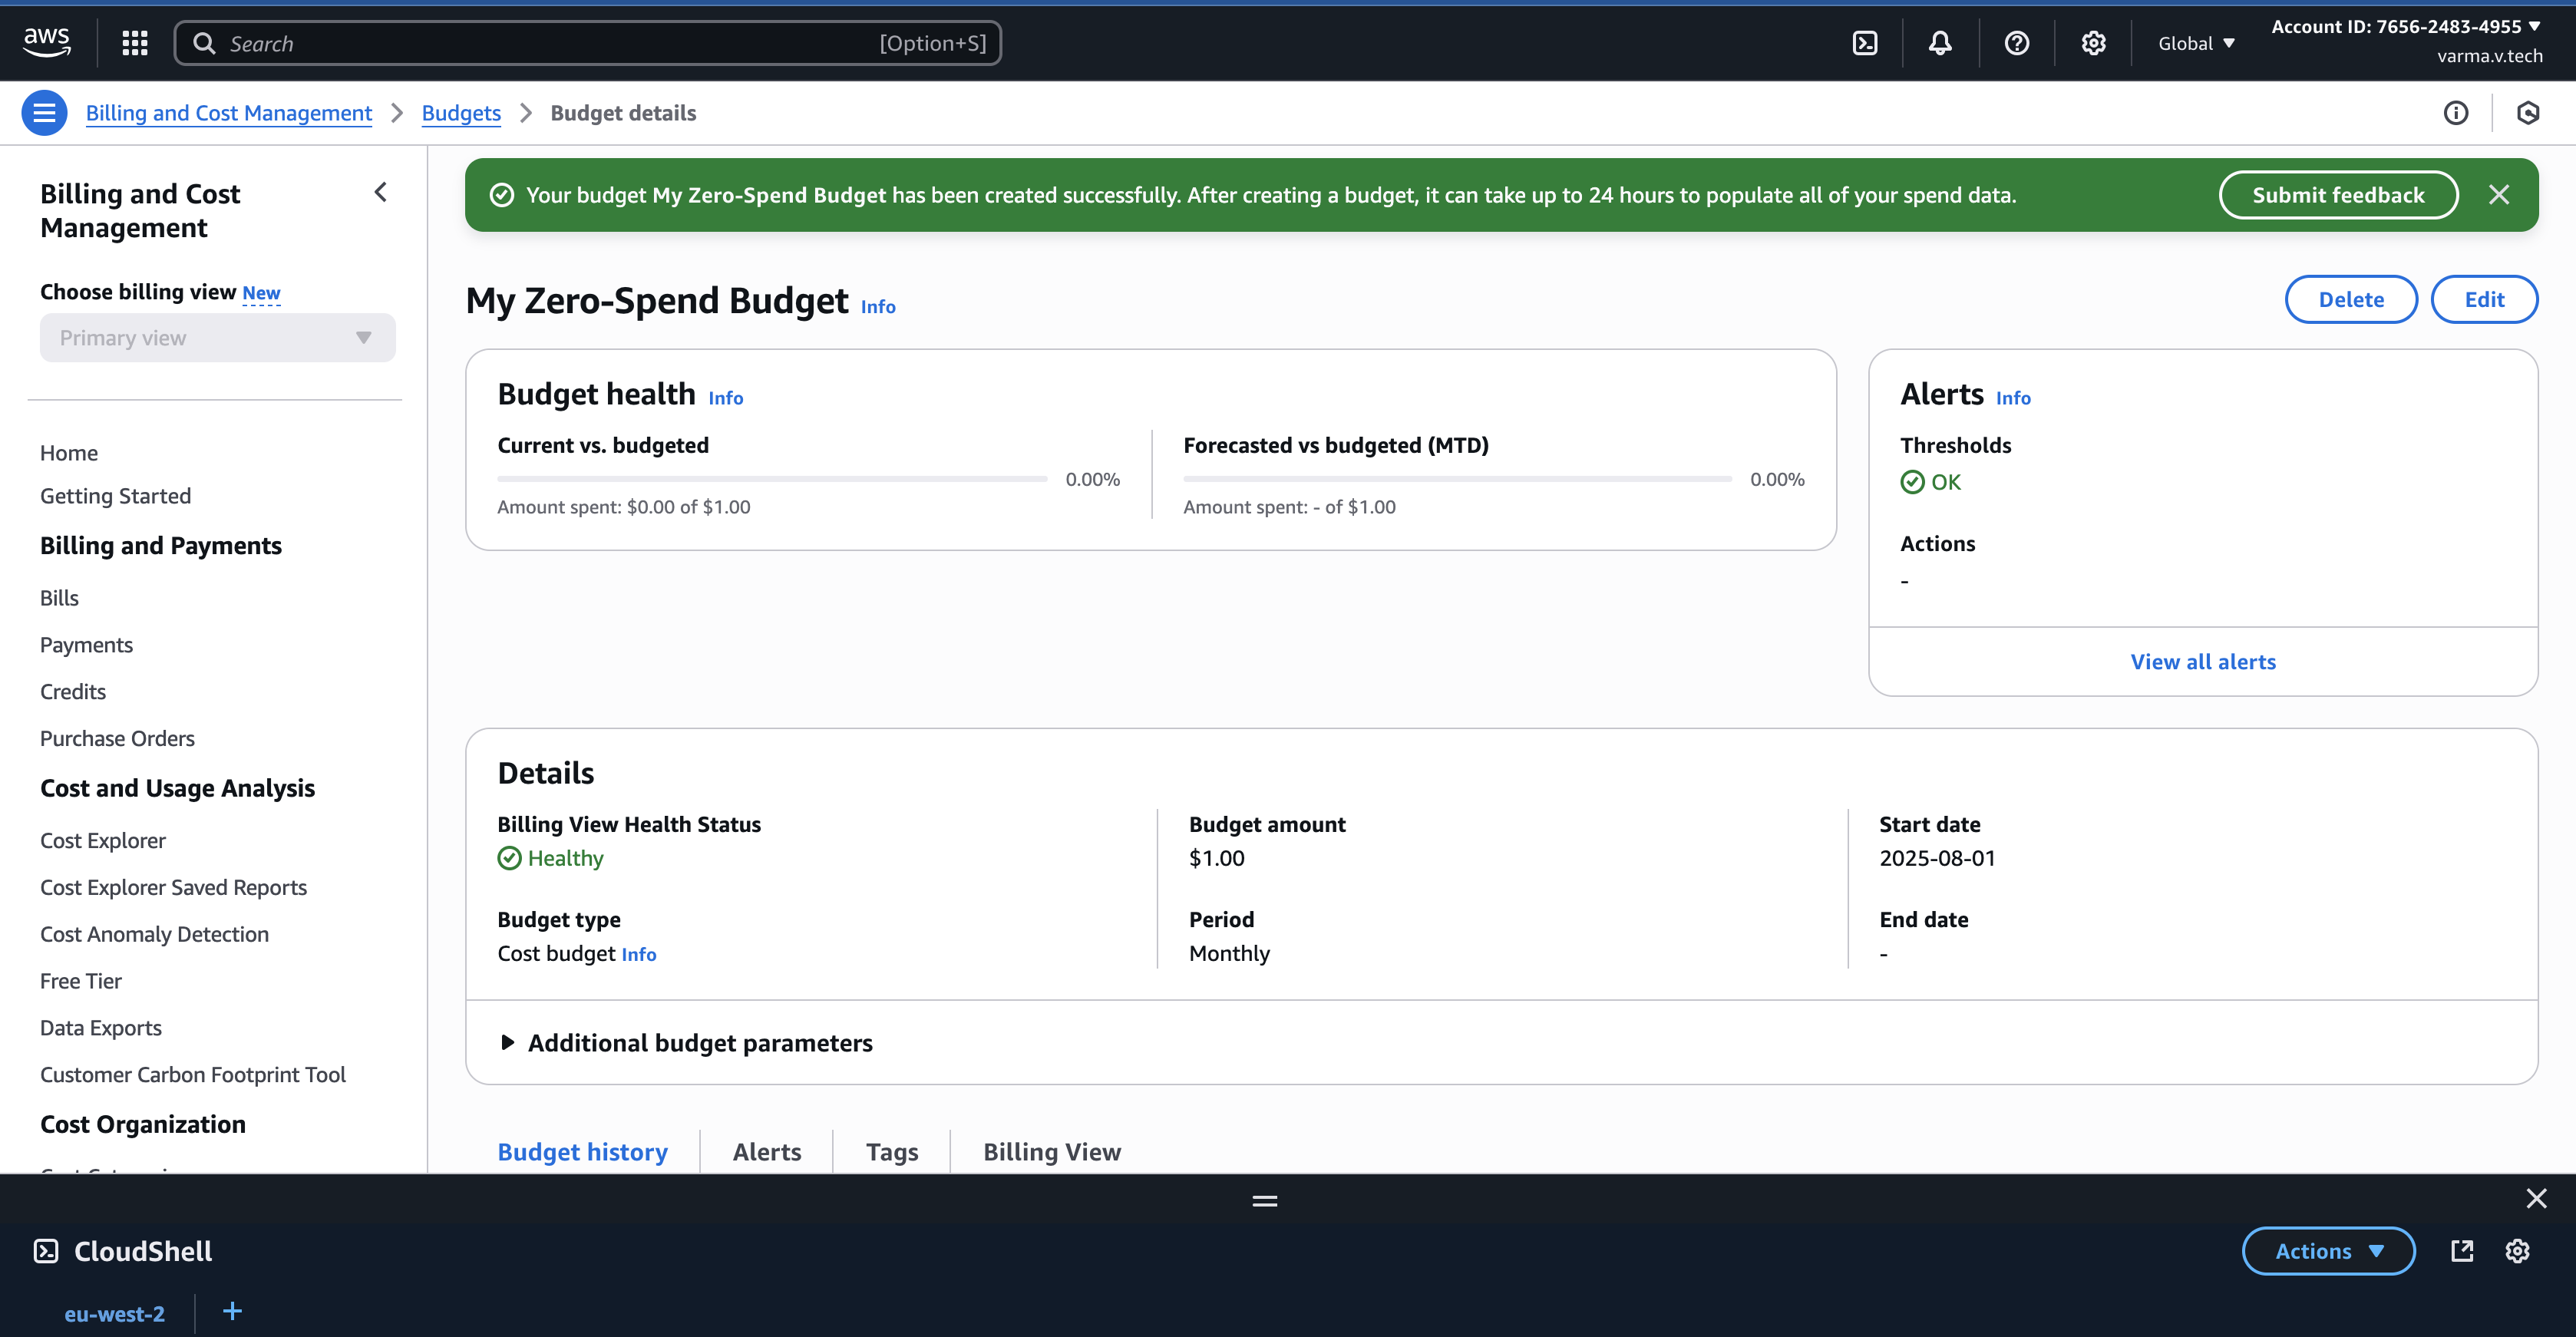 aws
Search
[Option+S]
Global
Account ID: 7656-2483-4955
varma.v.tech
Billing and Cost Management
Budgets
Budget details
Billing and Cost
Management
Choose billing view New
Primary view
Home
Getting Started
Billing and Payments
Bills
Payments
Credits
Purchase Orders
Cost and Usage Analysis
Cost Explorer
Cost Explorer Saved Reports
Cost Anomaly Detection
Free Tier
Data Exports
Customer Carbon Footprint Tool
Cost Organization
Your budget My Zero-Spend Budget has been created successfully. After creating a budget, it can take up to 24 hours to populate all of your spend data.
Submit feedback
My Zero-Spend Budget Info
Delete
Edit
Budget health Info
Current vs. budgeted
0.00%
Amount spent: $0.00 of $1.00
Forecasted vs budgeted (MTD)
0.00%
Amount spent: - of $1.00
Alerts Info
Thresholds
OK
Actions
-
View all alerts
Details
Billing View Health Status
Healthy
Budget type
Cost budget Info
Budget amount
$1.00
Period
Monthly
Start date
2025-08-01
End date
-
Additional budget parameters
Budget history
Alerts
Tags
Billing View
CloudShell
Actions
eu-west-2